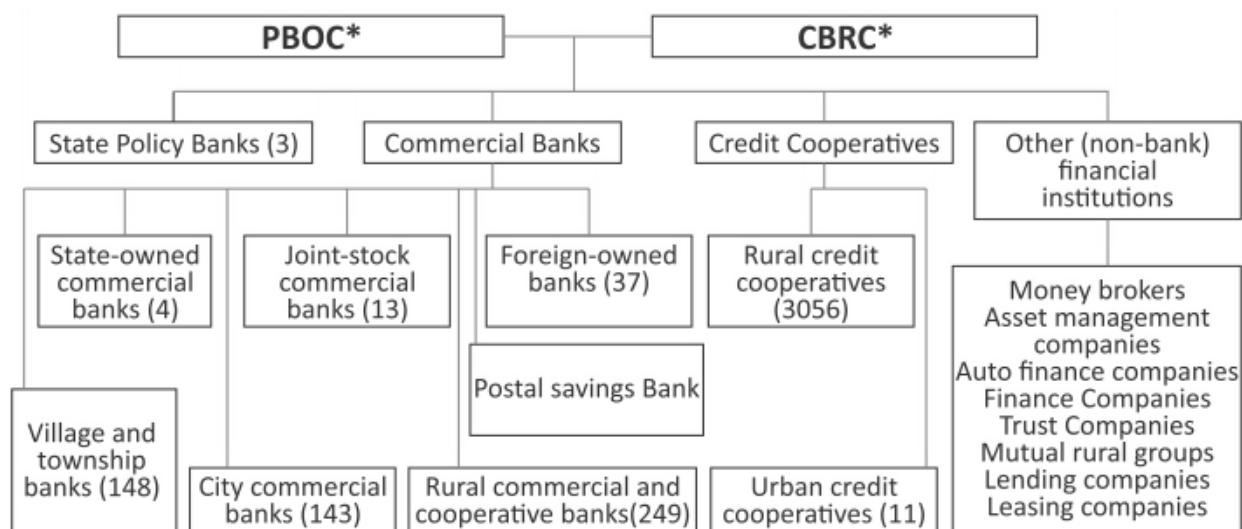 PBOC*
CBRC*
State Policy Banks (3)
Commercial Banks
Credit Cooperatives
Other (non-bank)
financial
institutions
State-owned
commercial
banks (4)
Joint-stock
commercial
banks (13)
Foreign-owned
banks (37)
Rural credit
cooperatives
(3056)
Money brokers
Asset management
companies
Auto finance companies
Finance Companies
Trust Companies
Mutual rural groups
Lending companies
Leasing companies
Postal savings Bank
Village and
township
banks (148)
City commercial
banks (143)
Rural commercial and
cooperative banks(249)
Urban credit
cooperatives (11)